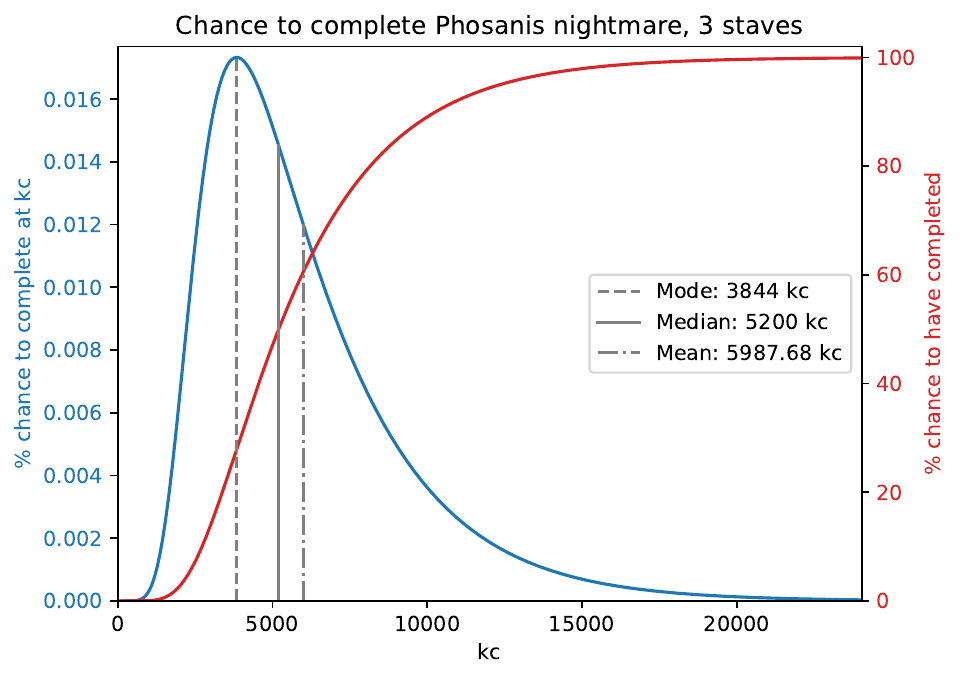 Chance to complete Phosanis nightmare, 3 staves
% chance to complete at kc
0.016
0.014
0.012
0.010
0.008
0.006
0.004
0.002
0.000
100
80
60
40
20
0
% chance to have completed
Mode: 3844 kc
Median: 5200 kc
Mean: 5987.68 kc
0 5000 10000 15000 20000
kc